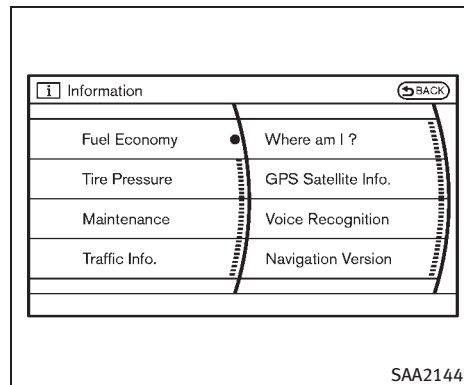 i Information
BACK
Fuel Economy
Where am I ?
Tire Pressure
GPS Satellite Info.
Maintenance
Voice Recognition
Traffic Info.
Navigation Version
SAA2144